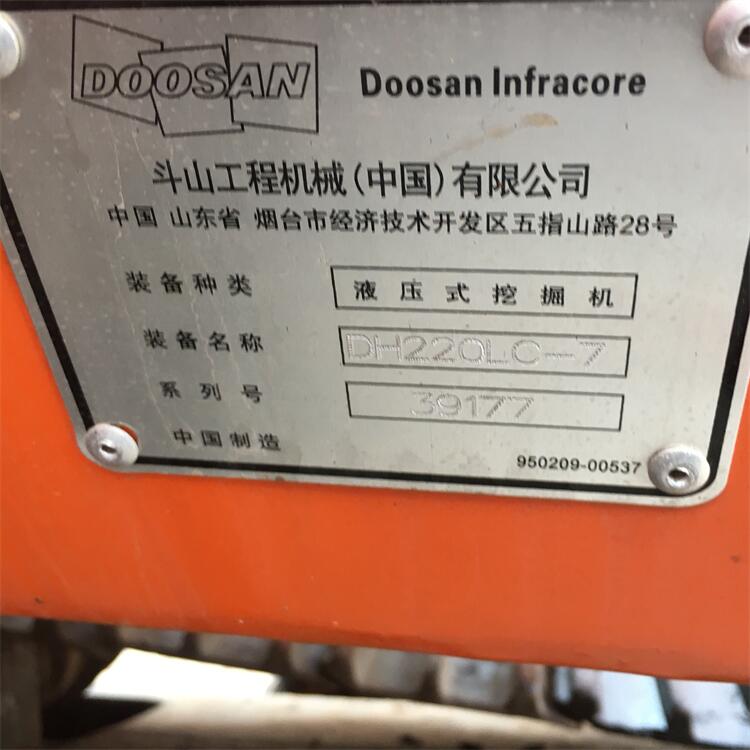 DOOSAN Doosan Infracore
斗山工程机械(中国)有限公司
中国 山东省 烟台市经济技术开发区五指山路28号
装备种类 液压式挖掘机
装备名称 DH220LC-7
系列号 39177
中国制造 950209-00537